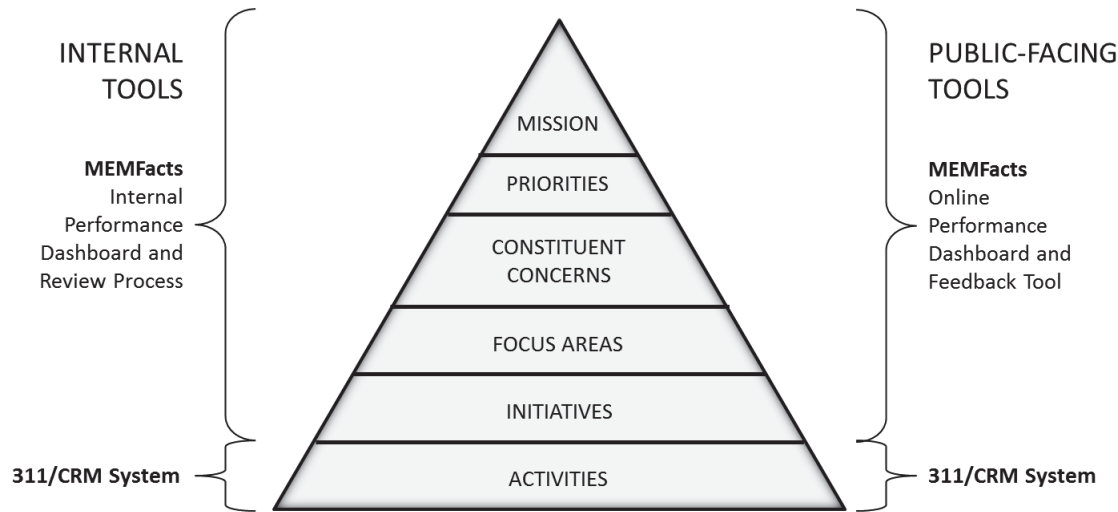 INTERNAL
TOOLS
MEMFacts
Internal
Performance
Dashboard and
Review Process
311/CRM System
MISSION
PRIORITIES
CONSTITUENT
CONCERNS
FOCUS AREAS
INITIATIVES
ACTIVITIES
PUBLIC-FACING
TOOLS
MEMFacts
Online
Performance
Dashboard and
Feedback Tool
311/CRM System